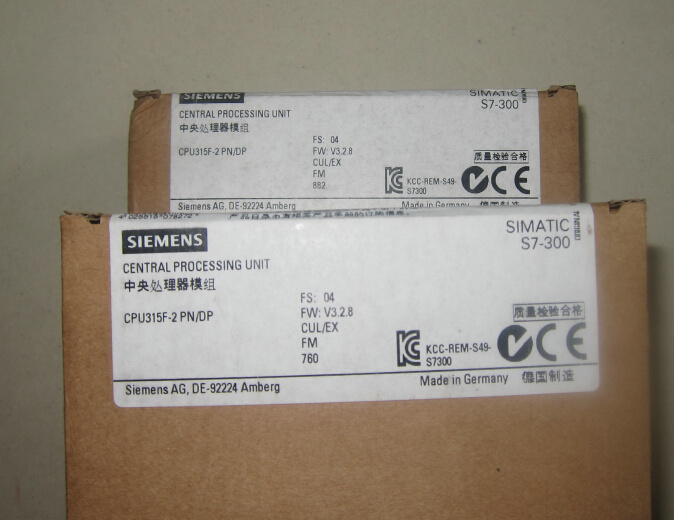 SIEMENS
SIMATIC
S7-300
CENTRAL PROCESSING UNIT
中央处理器模组
CPU315F-2 PN/DP
FS: 04
FW: V3.2.8
CUL/EX
FM
882
质量检验合格
KCC-REM-S49-
S7300
Siemens AG, DE-92224 Amberg
Made in Germany 德国制造
SIEMENS
SIMATIC
S7-300
CENTRAL PROCESSING UNIT
中央处理器模组
CPU315F-2 PN/DP
FS: 04
FW: V3.2.8
CUL/EX
FM
760
质量检验合格
KCC-REM-S49-
S7300
CE
Siemens AG, DE-92224 Amberg
Made in Germany 德国制造